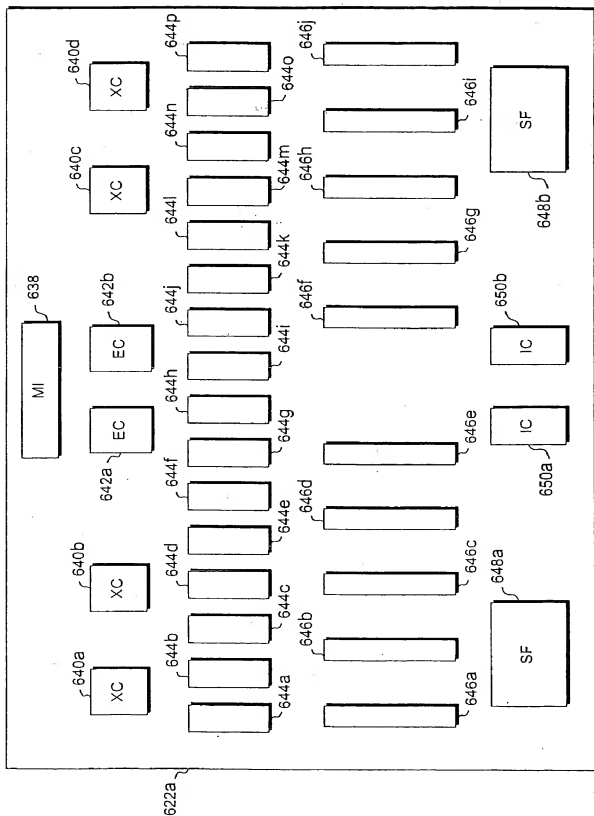 622a
638
MI
640a
XC
640b
XC
642a
EC
642b
EC
640c
XC
640d
XC
644a
644b
644c
644d
644e
644f
644g
644h
644i
644j
644k
644l
644m
644n
644o
644p
646a
646b
646c
646d
646e
646f
646g
646h
646i
646j
648a
SF
650a
IC
650b
IC
648b
SF